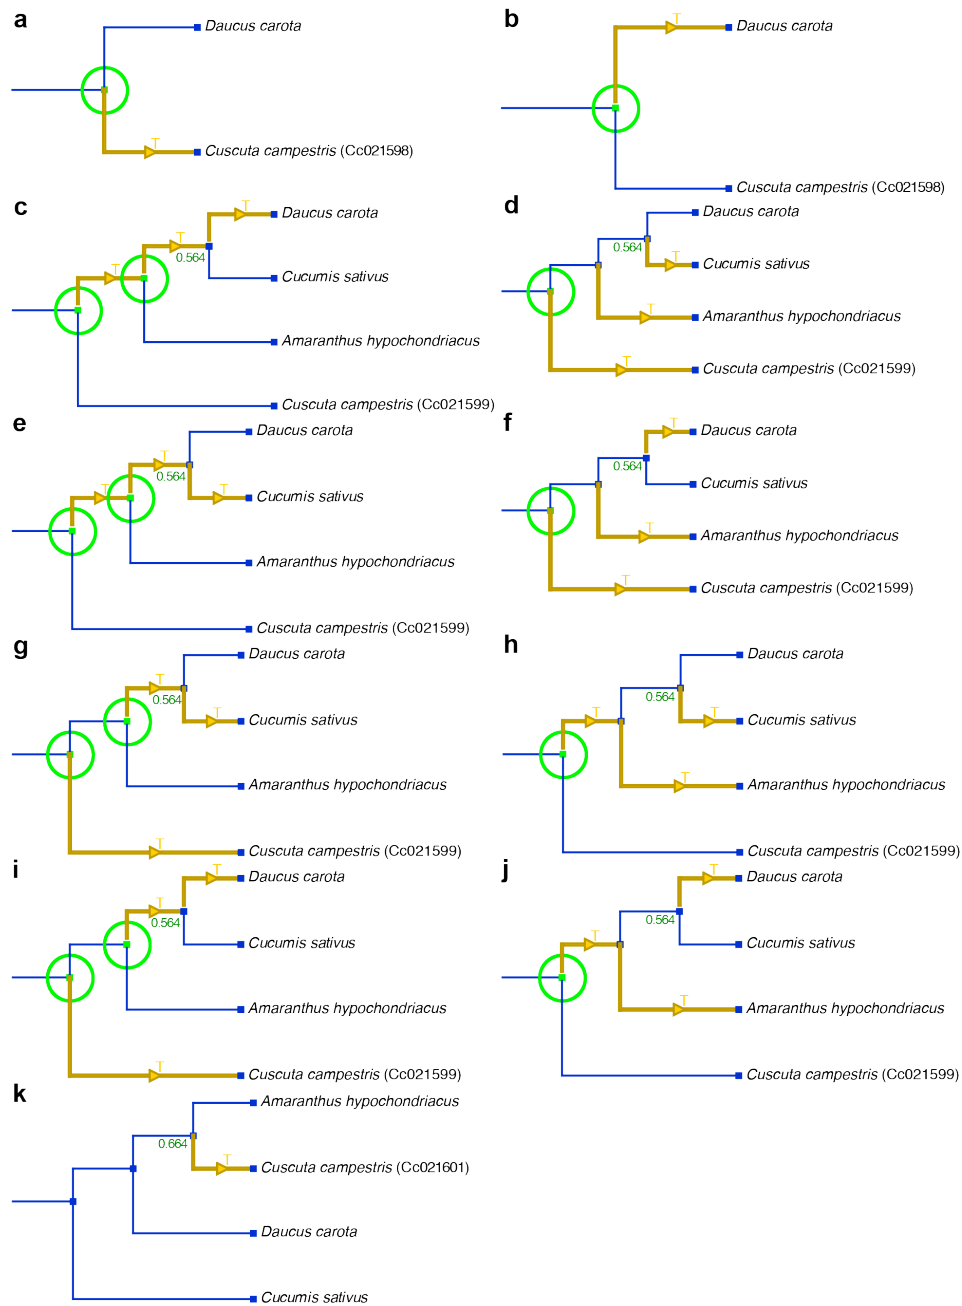 a
T
Daucus carota
T
Cuscuta campestris (Cc021598)
b
T
Daucus carota
Cuscuta campestris (Cc021598)
c
T
Daucus carota
T
0.564
T
Cucumis sativus
Amaranthus hypochondriacus
Cuscuta campestris (Cc021599)
d
Daucus carota
0.564
T
Cucumis sativus
T
Amaranthus hypochondriacus
T
Cuscuta campestris (Cc021599)
e
Daucus carota
T
0.564
T
T
Cucumis sativus
Amaranthus hypochondriacus
Cuscuta campestris (Cc021599)
f
T
Daucus carota
0.564
Cucumis sativus
T
Amaranthus hypochondriacus
T
Cuscuta campestris (Cc021599)
g
Daucus carota
T
0.564
T
Cucumis sativus
Amaranthus hypochondriacus
T
Cuscuta campestris (Cc021599)
h
Daucus carota
0.564
T
T
Cucumis sativus
T
Amaranthus hypochondriacus
Cuscuta campestris (Cc021599)
i
T
Daucus carota
T
0.564
Cucumis sativus
Amaranthus hypochondriacus
T
Cuscuta campestris (Cc021599)
j
T
Daucus carota
0.564
T
Cucumis sativus
T
Amaranthus hypochondriacus
Cuscuta campestris (Cc021599)
k
Amaranthus hypochondriacus
0.664
T
Cuscuta campestris (Cc021601)
Daucus carota
Cucumis sativus